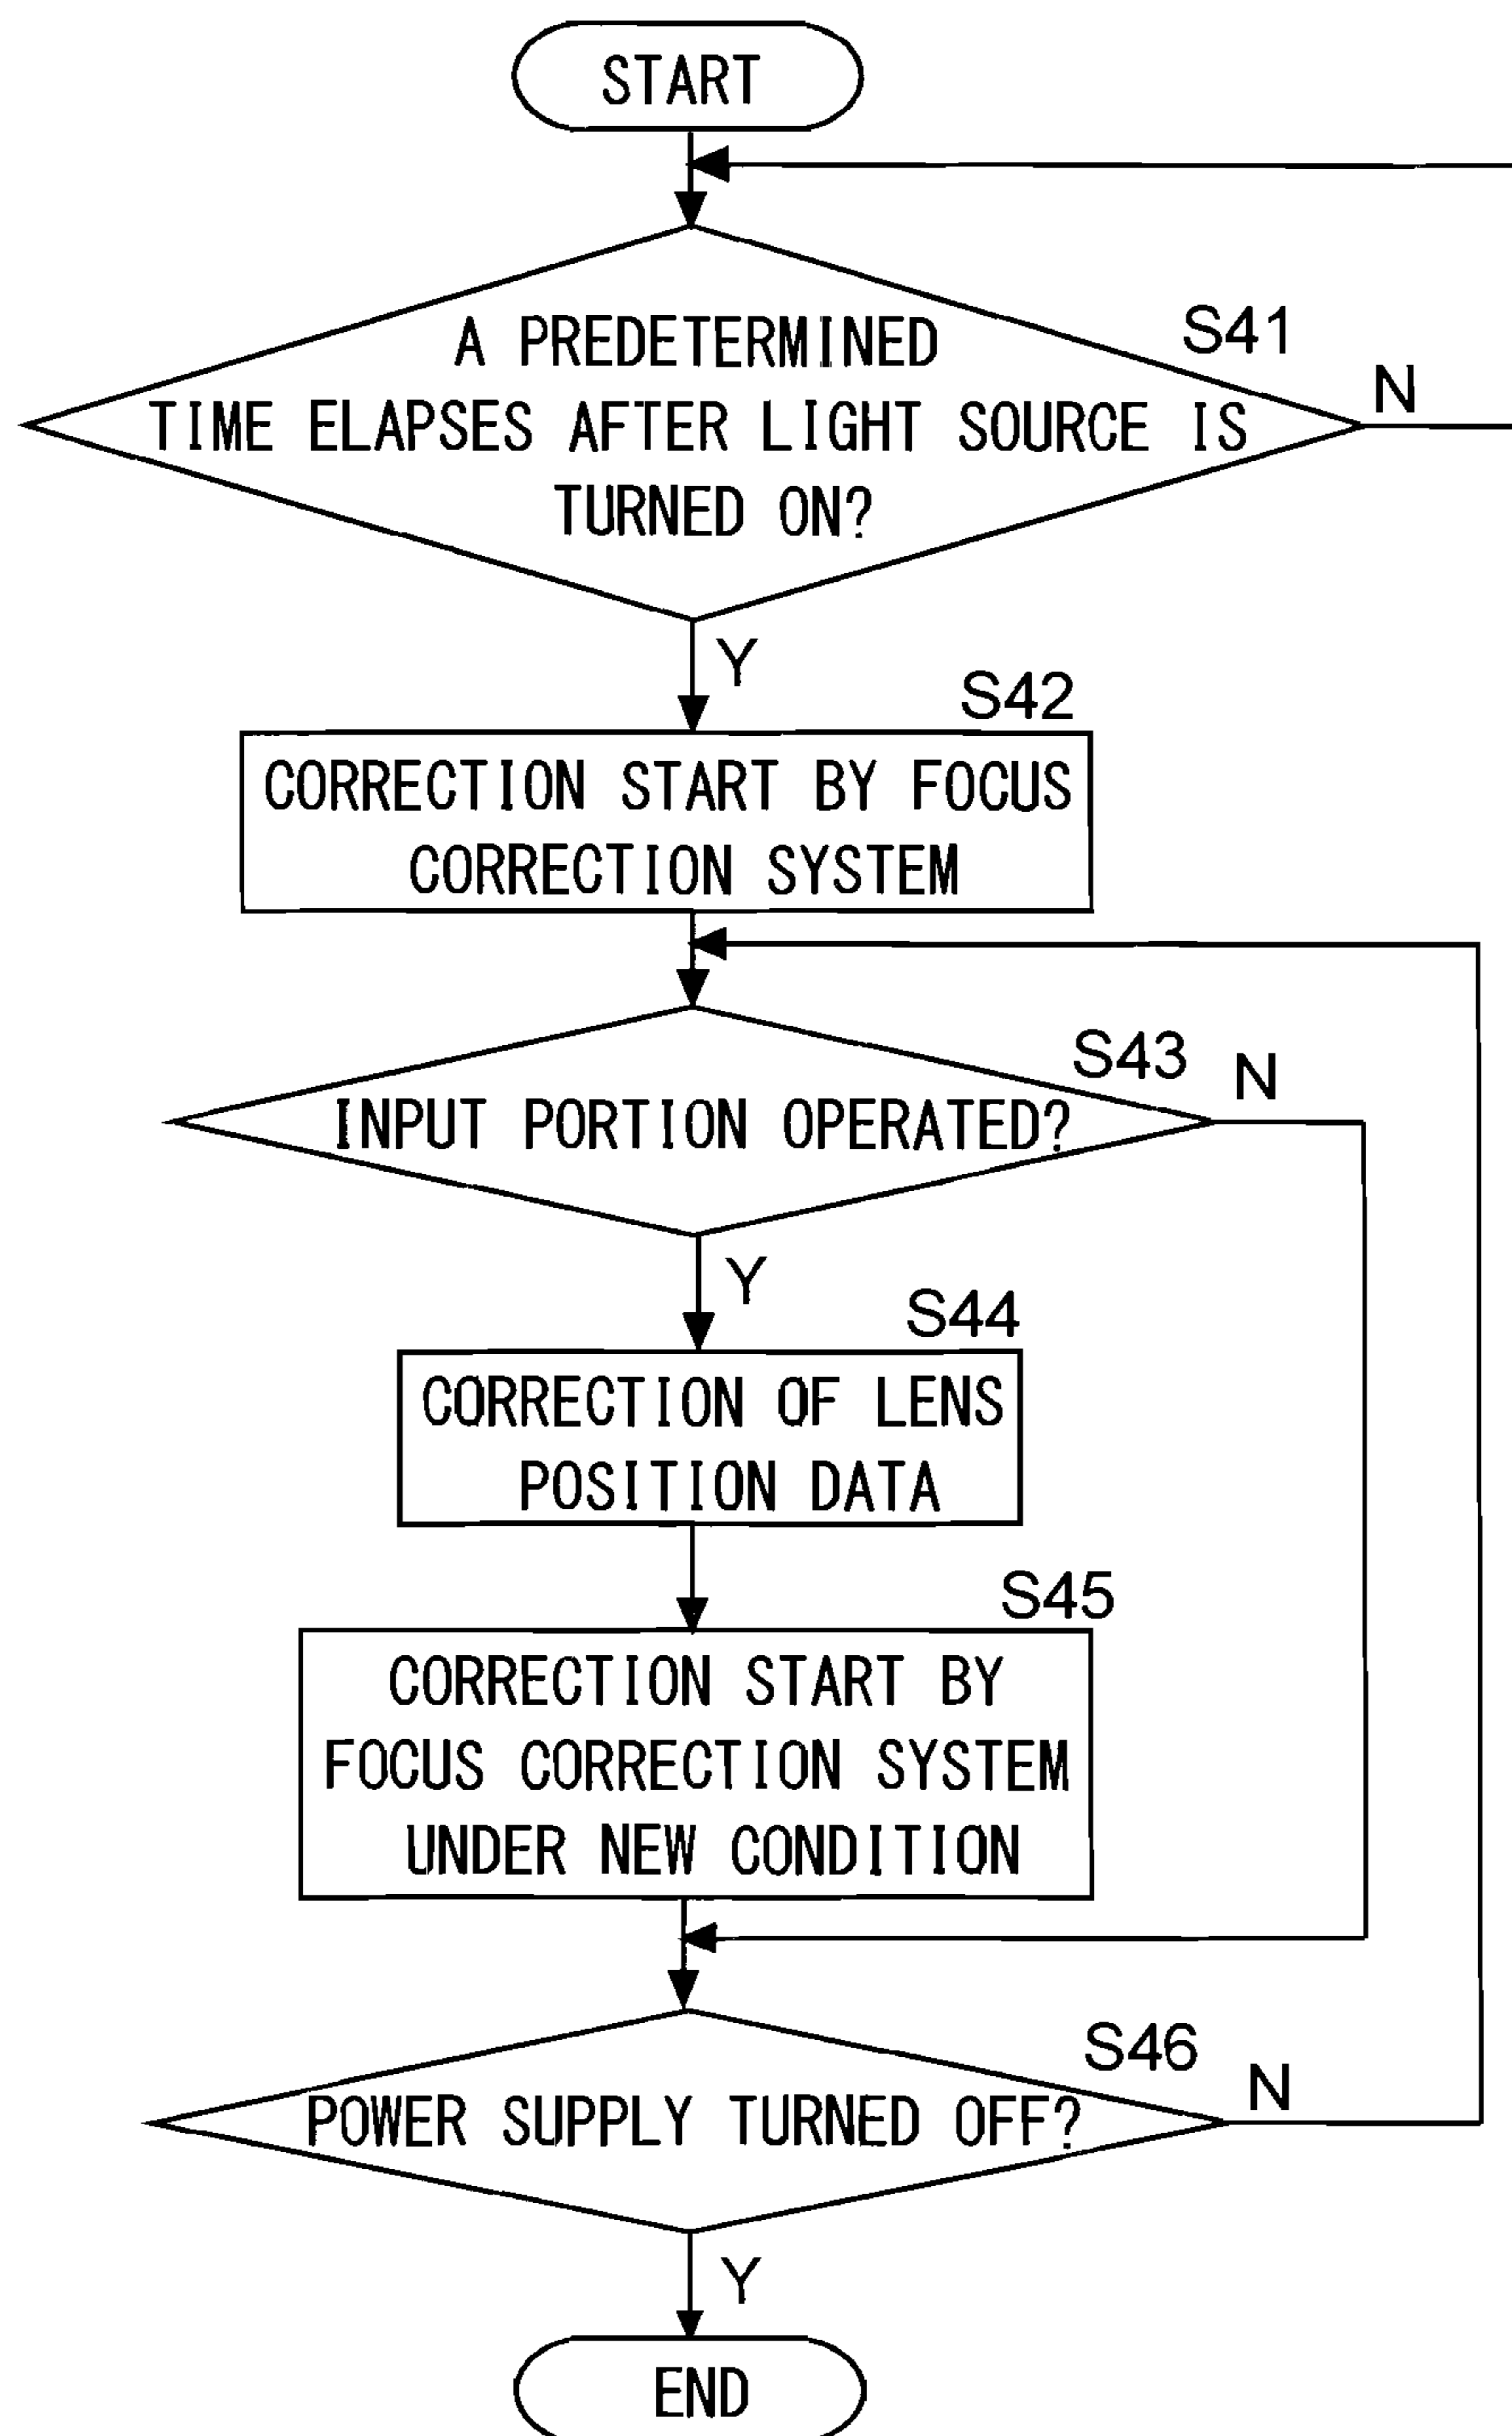 START
S41
A PREDETERMINED
N
TIME ELAPSES AFTER LIGHT SOURCE IS
TURNED ON?
Y
S42
CORRECTION START BY FOCUS
CORRECTION SYSTEM
S43
N
INPUT PORTION OPERATED?
Y
S44
CORRECTION OF LENS
POSITION DATA
S45
CORRECTION START BY
FOCUS CORRECTION SYSTEM
UNDER NEW CONDITION
S46
N
POWER SUPPLY TURNED OFF?
Y
END